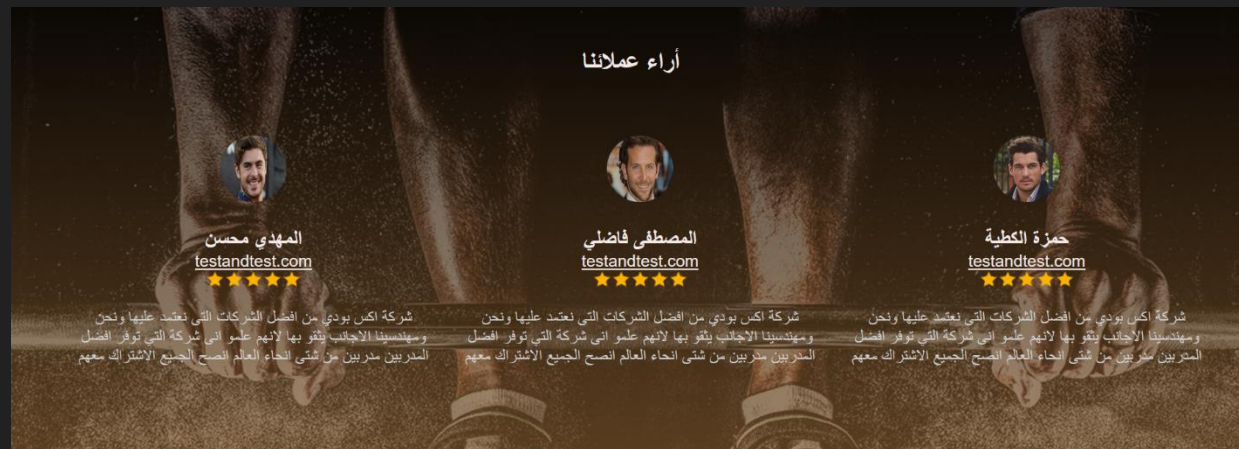 أراء عملائنا
حمزة الكطية
testandtest.com
شركة اكس بودي من افضل الشركات التى نعتمد عليها ونحن
ومهندسينا الاجانب يثقو بها لانهم علمو انى شركة التي توفر افضل
المدربين مدربين من شتى انحاء العالم انصح الجميع الاشتراك معهم
المصطفى فاضلي
testandtest.com
شركة اكس بودي من افضل الشركات التى نعتمد عليها ونحن
ومهندسينا الاجانب يثقو بها لانهم علمو انى شركة التي توفر افضل
المدربين مدربين من شتى انحاء العالم انصح الجميع الاشتراك معهم
المهدي محسن
testandtest.com
شركة اكس بودي من افضل الشركات التى نعتمد عليها ونحن
ومهندسينا الاجانب يثقو بها لانهم علمو انى شركة التي توفر افضل
المدربين مدربين من شتى انحاء العالم انصح الجميع الاشتراك معهم